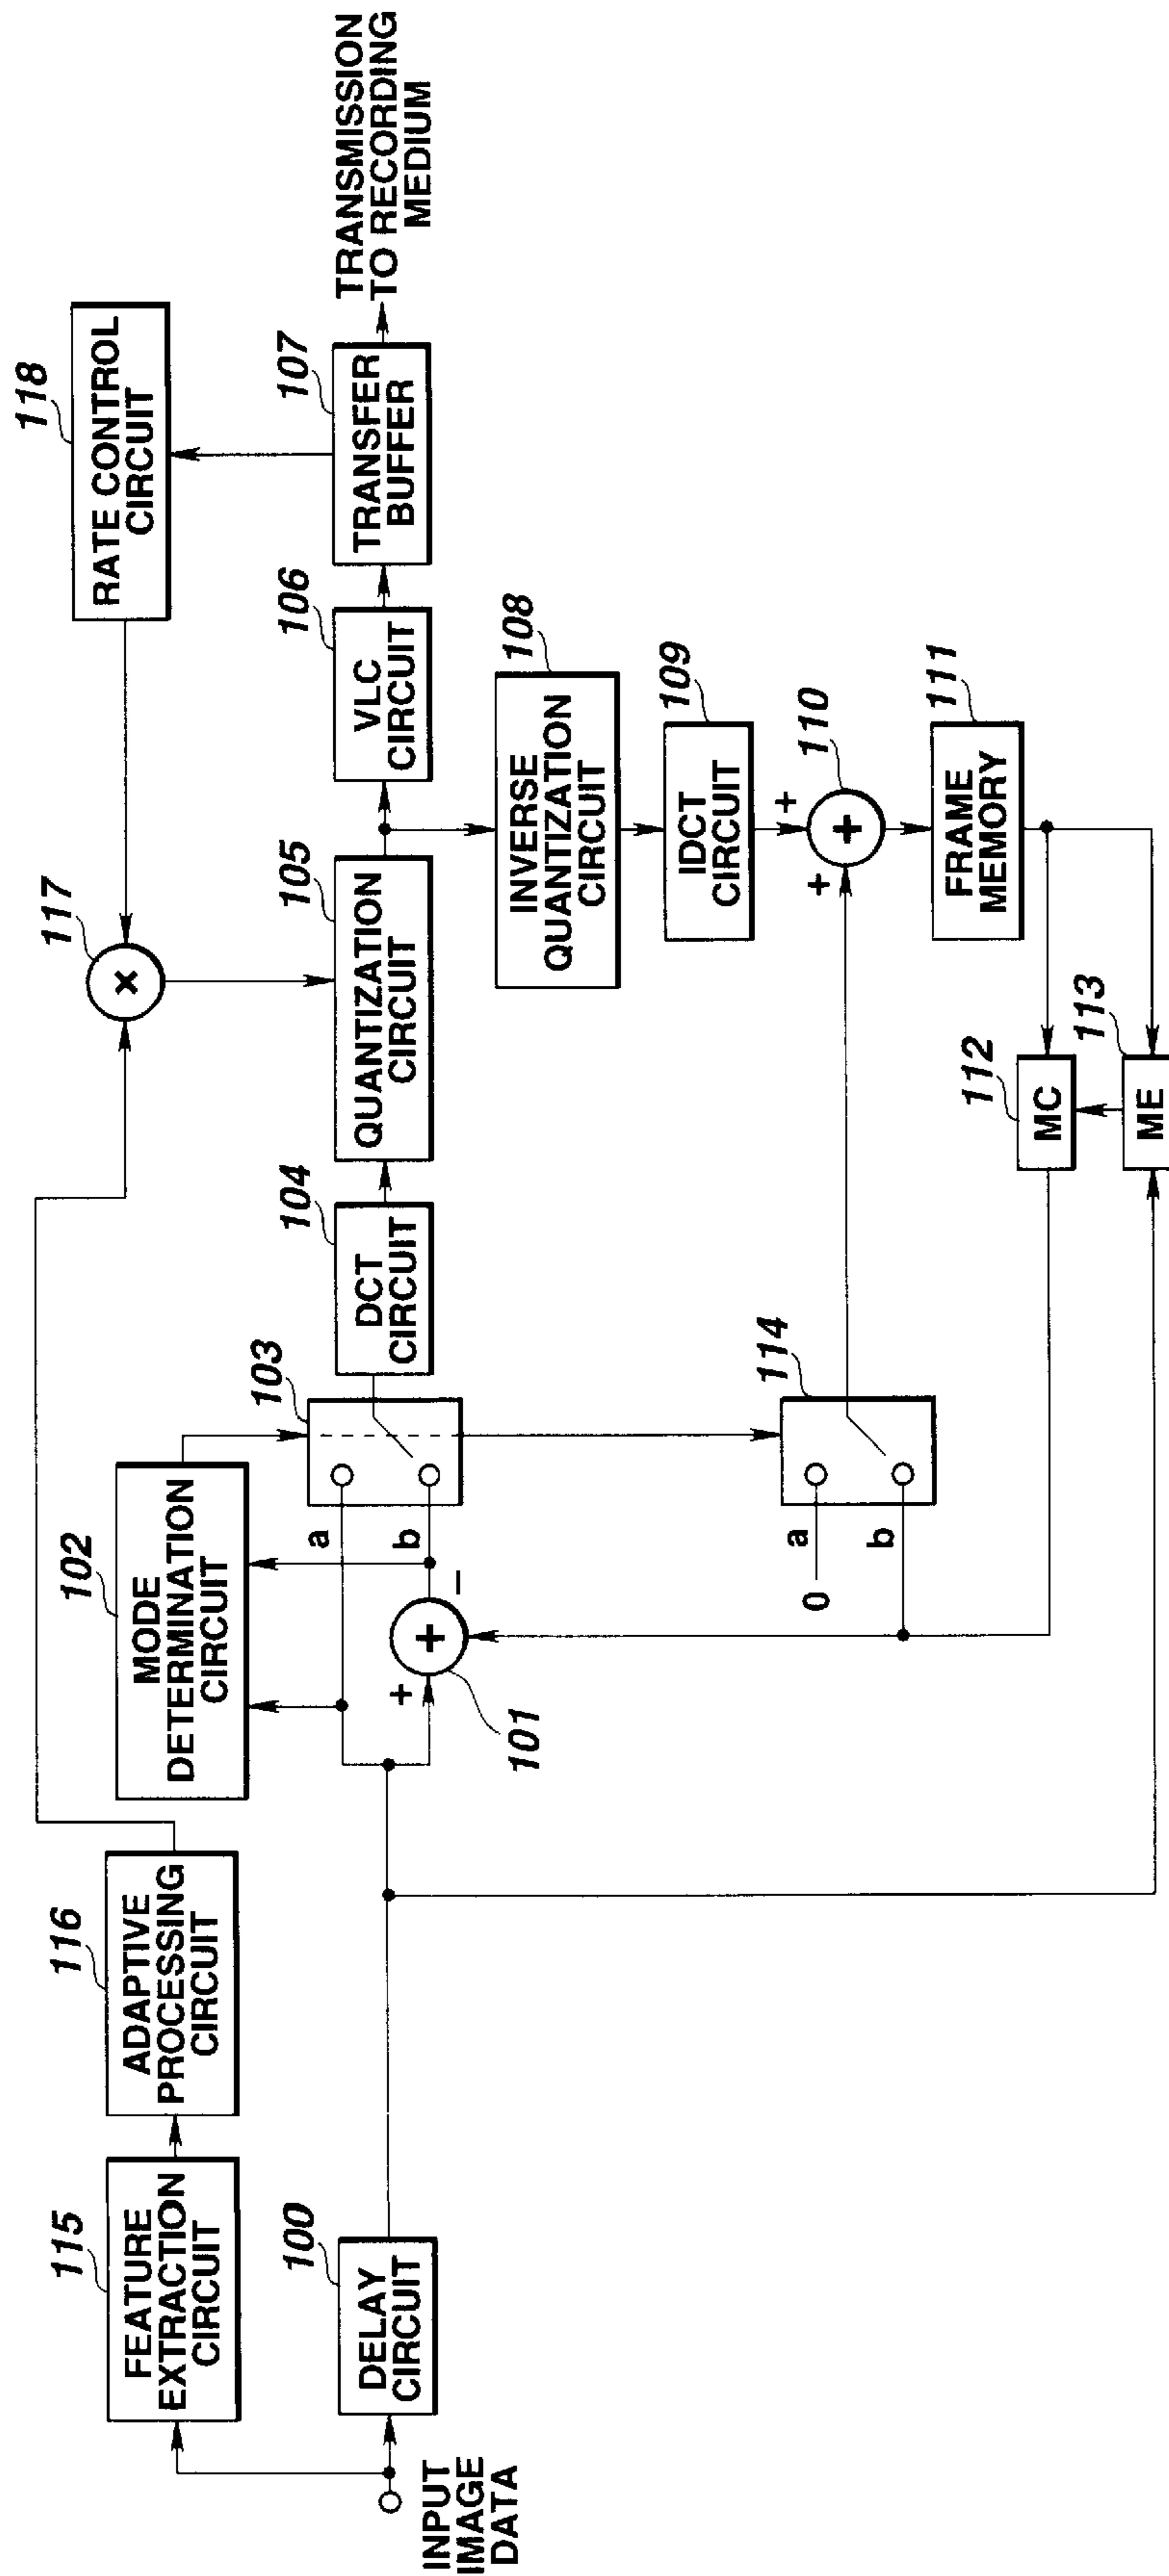 118
RATE CONTROL
CIRCUIT
117
×
115
FEATURE
EXTRACTION
CIRCUIT
116
ADAPTIVE
PROCESSING
CIRCUIT
102
MODE
DETERMINATION
CIRCUIT
INPUT
IMAGE
DATA
100
DELAY
CIRCUIT
+
+
−
101
a
b
103
104
DCT
CIRCUIT
105
QUANTIZATION
CIRCUIT
106
VLC
CIRCUIT
107
TRANSFER
BUFFER
TRANSMISSION
TO RECORDING
MEDIUM
108
INVERSE
QUANTIZATION
CIRCUIT
109
IDCT
CIRCUIT
0
a
b
114
+
+
+
110
111
FRAME
MEMORY
112
MC
113
ME